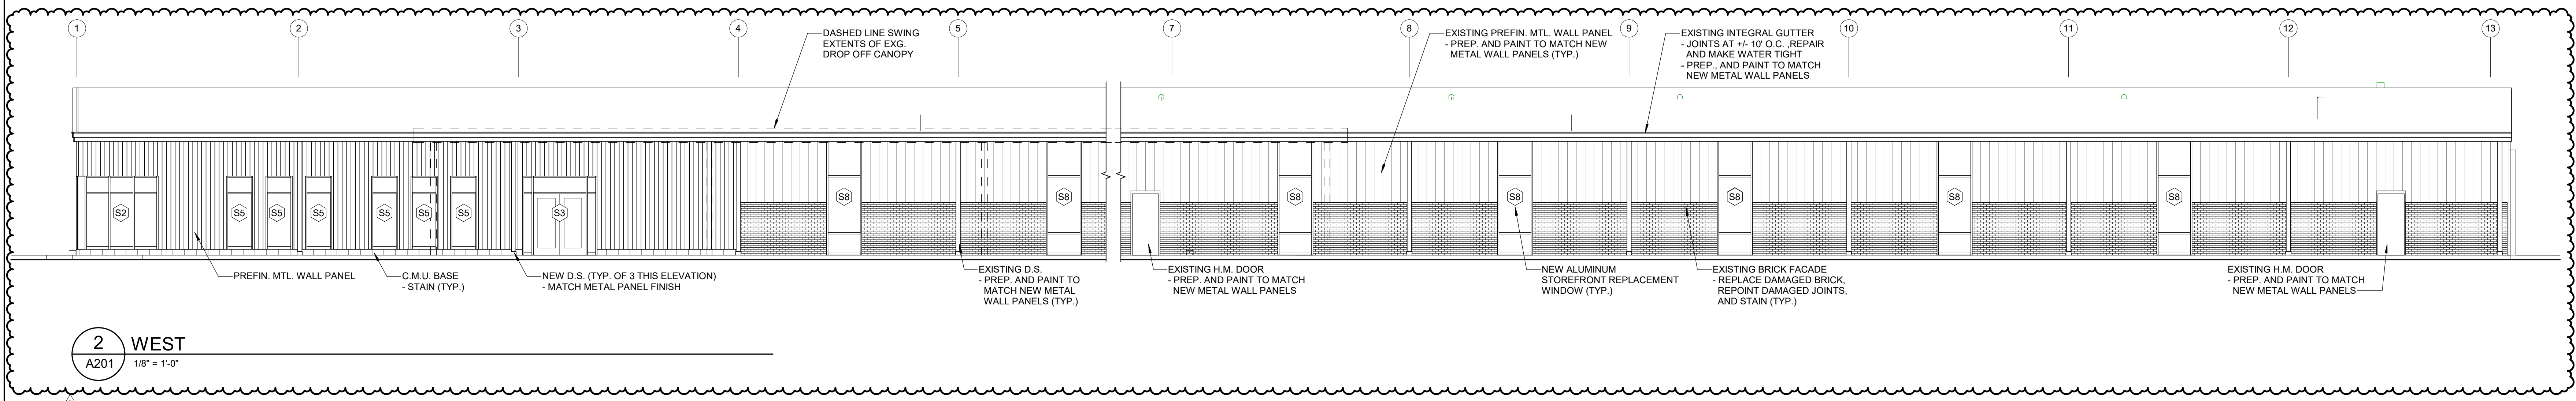 1
2
3
4
5
7
8
9
10
11
12
13
DASHED LINE SWING
EXTENTS OF EXG.
DROP OFF CANOPY
EXISTING PREFIN. MTL. WALL PANEL
- PREP. AND PAINT TO MATCH NEW
METAL WALL PANELS (TYP.)
EXISTING INTEGRAL GUTTER
- JOINTS AT +/- 10' O.C. ,REPAIR
AND MAKE WATER TIGHT
- PREP., AND PAINT TO MATCH
NEW METAL WALL PANELS
S2
S5
S5
S5
S5
S5
S5
S3
S8
S8
S8
S8
S8
S8
S8
PREFIN. MTL. WALL PANEL
C.M.U. BASE
- STAIN (TYP.)
NEW D.S. (TYP. OF 3 THIS ELEVATION)
- MATCH METAL PANEL FINISH
EXISTING D.S.
- PREP. AND PAINT TO
MATCH NEW METAL
WALL PANELS (TYP.)
EXISTING H.M. DOOR
- PREP. AND PAINT TO MATCH
NEW METAL WALL PANELS
NEW ALUMINUM
STOREFRONT REPLACEMENT
WINDOW (TYP.)
EXISTING BRICK FACADE
- REPLACE DAMAGED BRICK,
REPOINT DAMAGED JOINTS,
AND STAIN (TYP.)
EXISTING H.M. DOOR
- PREP. AND PAINT TO MATCH
NEW METAL WALL PANELS
2
A201
WEST
1/8" = 1'-0"